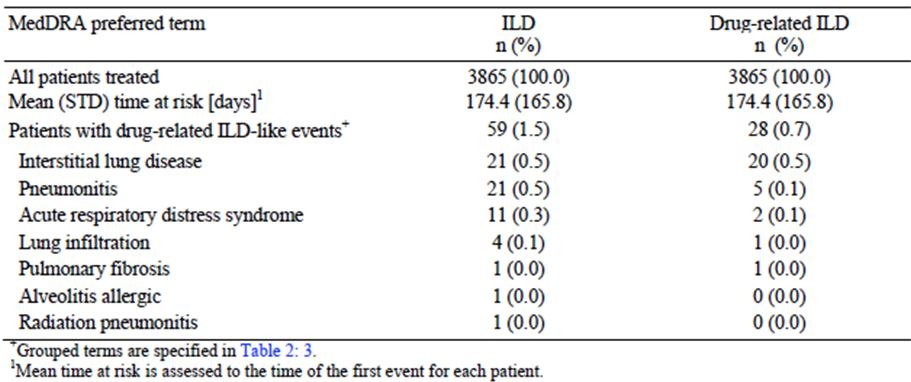 MedDRA preferred term ILD Drug-related ILD
n (%) n (%)
All patients treated 3865 (100.0) 3865 (100.0)
Mean (STD) time at risk [days]¹ 174.4 (165.8) 174.4 (165.8)
Patients with drug-related ILD-like events⁺ 59 (1.5) 28 (0.7)
Interstitial lung disease 21 (0.5) 20 (0.5)
Pneumonitis 21 (0.5) 5 (0.1)
Acute respiratory distress syndrome 11 (0.3) 2 (0.1)
Lung infiltration 4 (0.1) 1 (0.0)
Pulmonary fibrosis 1 (0.0) 1 (0.0)
Alveolitis allergic 1 (0.0) 0 (0.0)
Radiation pneumonitis 1 (0.0) 0 (0.0)
⁺Grouped terms are specified in Table 2: 3.
¹Mean time at risk is assessed to the time of the first event for each patient.